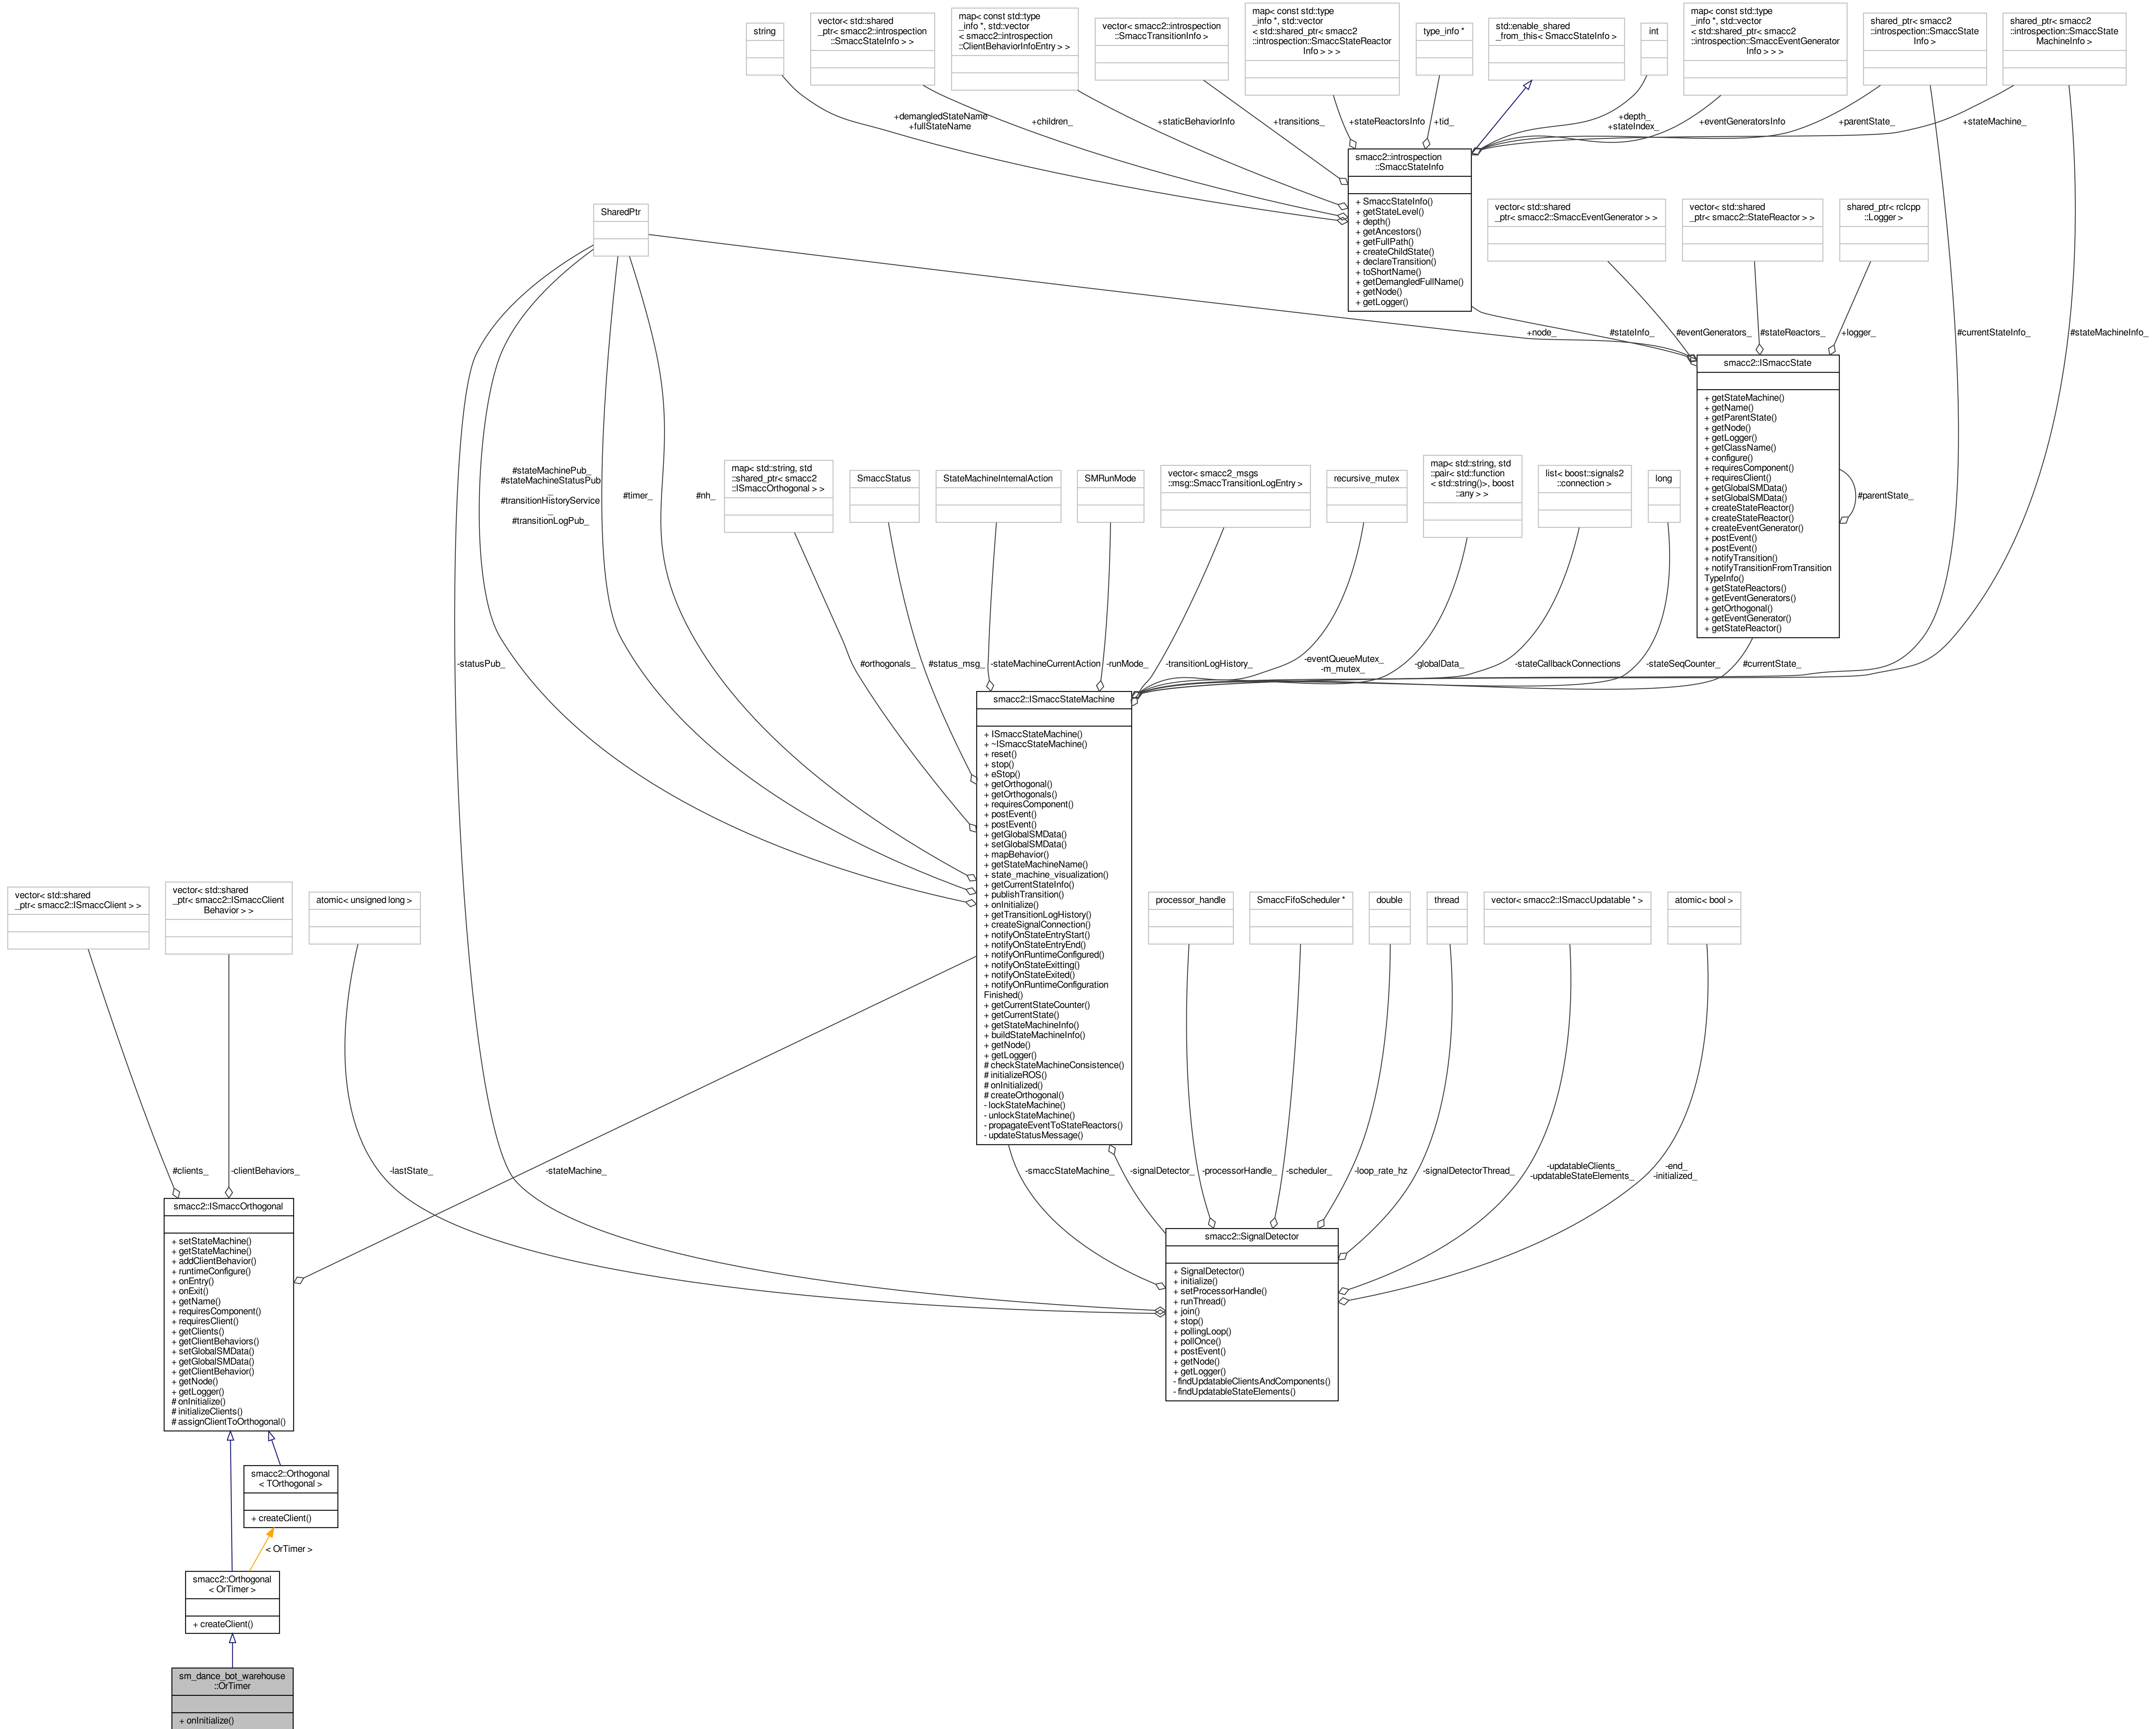 string
vector< std::shared
_ptr< smacc2::introspection
::SmaccStateInfo > >
map< const std::type
_info *, std::vector
< smacc2::introspection
::ClientBehaviorInfoEntry > >
vector< smacc2::introspection
::SmaccTransitionInfo >
map< const std::type
_info *, std::vector
< std::shared_ptr< smacc2
::introspection::SmaccStateReactor
Info > > >
type_info *
std::enable_shared
_from_this< SmaccStateInfo >
int
map< const std::type
_info *, std::vector
< std::shared_ptr< smacc2
::introspection::SmaccEventGenerator
Info > > >
shared_ptr< smacc2
::introspection::SmaccState
Info >
shared_ptr< smacc2
::introspection::SmaccState
MachineInfo >
+demangledStateName
+fullStateName
+children_
+staticBehaviorInfo
+transitions_
+stateReactorsInfo
+tid_
+depth_
+stateIndex_
+eventGeneratorsInfo
+parentState_
+stateMachine_
smacc2::introspection
::SmaccStateInfo
+ SmaccStateInfo()
+ getStateLevel()
+ depth()
+ getAncestors()
+ getFullPath()
+ createChildState()
+ declareTransition()
+ toShortName()
+ getDemangledFullName()
+ getNode()
+ getLogger()
SharedPtr
vector< std::shared
_ptr< smacc2::SmaccEventGenerator > >
vector< std::shared
_ptr< smacc2::StateReactor > >
shared_ptr< rclcpp
::Logger >
+node_
#stateInfo_
#eventGenerators_
#stateReactors_
+logger_
#currentStateInfo_
#stateMachineInfo_
smacc2::ISmaccState
+ getStateMachine()
+ getName()
+ getParentState()
+ getNode()
+ getLogger()
+ getClassName()
+ configure()
+ requiresComponent()
+ requiresClient()
+ getGlobalSMData()
+ setGlobalSMData()
+ createStateReactor()
+ createStateReactor()
+ createEventGenerator()
+ postEvent()
+ postEvent()
+ notifyTransition()
+ notifyTransitionFromTransition
TypeInfo()
+ getStateReactors()
+ getEventGenerators()
+ getOrthogonal()
+ getEventGenerator()
+ getStateReactor()
#parentState_
#stateMachinePub_
#stateMachineStatusPub
_
#transitionHistoryService
_
#transitionLogPub_
#timer_
#nh_
map< std::string, std
::shared_ptr< smacc2
::ISmaccOrthogonal > >
SmaccStatus
StateMachineInternalAction
SMRunMode
vector< smacc2_msgs
::msg::SmaccTransitionLogEntry >
recursive_mutex
map< std::string, std
::pair< std::function
< std::string()>, boost
::any > >
list< boost::signals2
::connection >
long
-statusPub_
#orthogonals_
#status_msg_
-stateMachineCurrentAction
-runMode_
-transitionLogHistory_
-eventQueueMutex_
-m_mutex_
-globalData_
-stateCallbackConnections
-stateSeqCounter_
#currentState_
smacc2::ISmaccStateMachine
+ ISmaccStateMachine()
+ ~ISmaccStateMachine()
+ reset()
+ stop()
+ eStop()
+ getOrthogonal()
+ getOrthogonals()
+ requiresComponent()
+ postEvent()
+ postEvent()
+ getGlobalSMData()
+ setGlobalSMData()
+ mapBehavior()
+ getStateMachineName()
+ state_machine_visualization()
+ getCurrentStateInfo()
+ publishTransition()
+ onInitialize()
+ getTransitionLogHistory()
+ createSignalConnection()
+ notifyOnStateEntryStart()
+ notifyOnStateEntryEnd()
+ notifyOnRuntimeConfigured()
+ notifyOnStateExitting()
+ notifyOnStateExited()
+ notifyOnRuntimeConfiguration
Finished()
+ getCurrentStateCounter()
+ getCurrentState()
+ getStateMachineInfo()
+ buildStateMachineInfo()
+ getNode()
+ getLogger()
# checkStateMachineConsistence()
# initializeROS()
# onInitialized()
# createOrthogonal()
- lockStateMachine()
- unlockStateMachine()
- propagateEventToStateReactors()
- updateStatusMessage()
vector< std::shared
_ptr< smacc2::ISmaccClient > >
vector< std::shared
_ptr< smacc2::ISmaccClient
Behavior > >
atomic< unsigned long >
processor_handle
SmaccFifoScheduler *
double
thread
vector< smacc2::ISmaccUpdatable * >
atomic< bool >
#clients_
-clientBehaviors_
-lastState_
-stateMachine_
-smaccStateMachine_
-signalDetector_
-processorHandle_
-scheduler_
-loop_rate_hz
-signalDetectorThread_
-updatableClients_
-updatableStateElements_
-end_
-initialized_
smacc2::ISmaccOrthogonal
+ setStateMachine()
+ getStateMachine()
+ addClientBehavior()
+ runtimeConfigure()
+ onEntry()
+ onExit()
+ getName()
+ requiresComponent()
+ requiresClient()
+ getClients()
+ getClientBehaviors()
+ setGlobalSMData()
+ getGlobalSMData()
+ getClientBehavior()
+ getNode()
+ getLogger()
# onInitialize()
# initializeClients()
# assignClientToOrthogonal()
smacc2::SignalDetector
+ SignalDetector()
+ initialize()
+ setProcessorHandle()
+ runThread()
+ join()
+ stop()
+ pollingLoop()
+ pollOnce()
+ postEvent()
+ getNode()
+ getLogger()
- findUpdatableClientsAndComponents()
- findUpdatableStateElements()
smacc2::Orthogonal
< TOrthogonal >
+ createClient()
< OrTimer >
smacc2::Orthogonal
< OrTimer >
+ createClient()
sm_dance_bot_warehouse
::OrTimer
+ onInitialize()